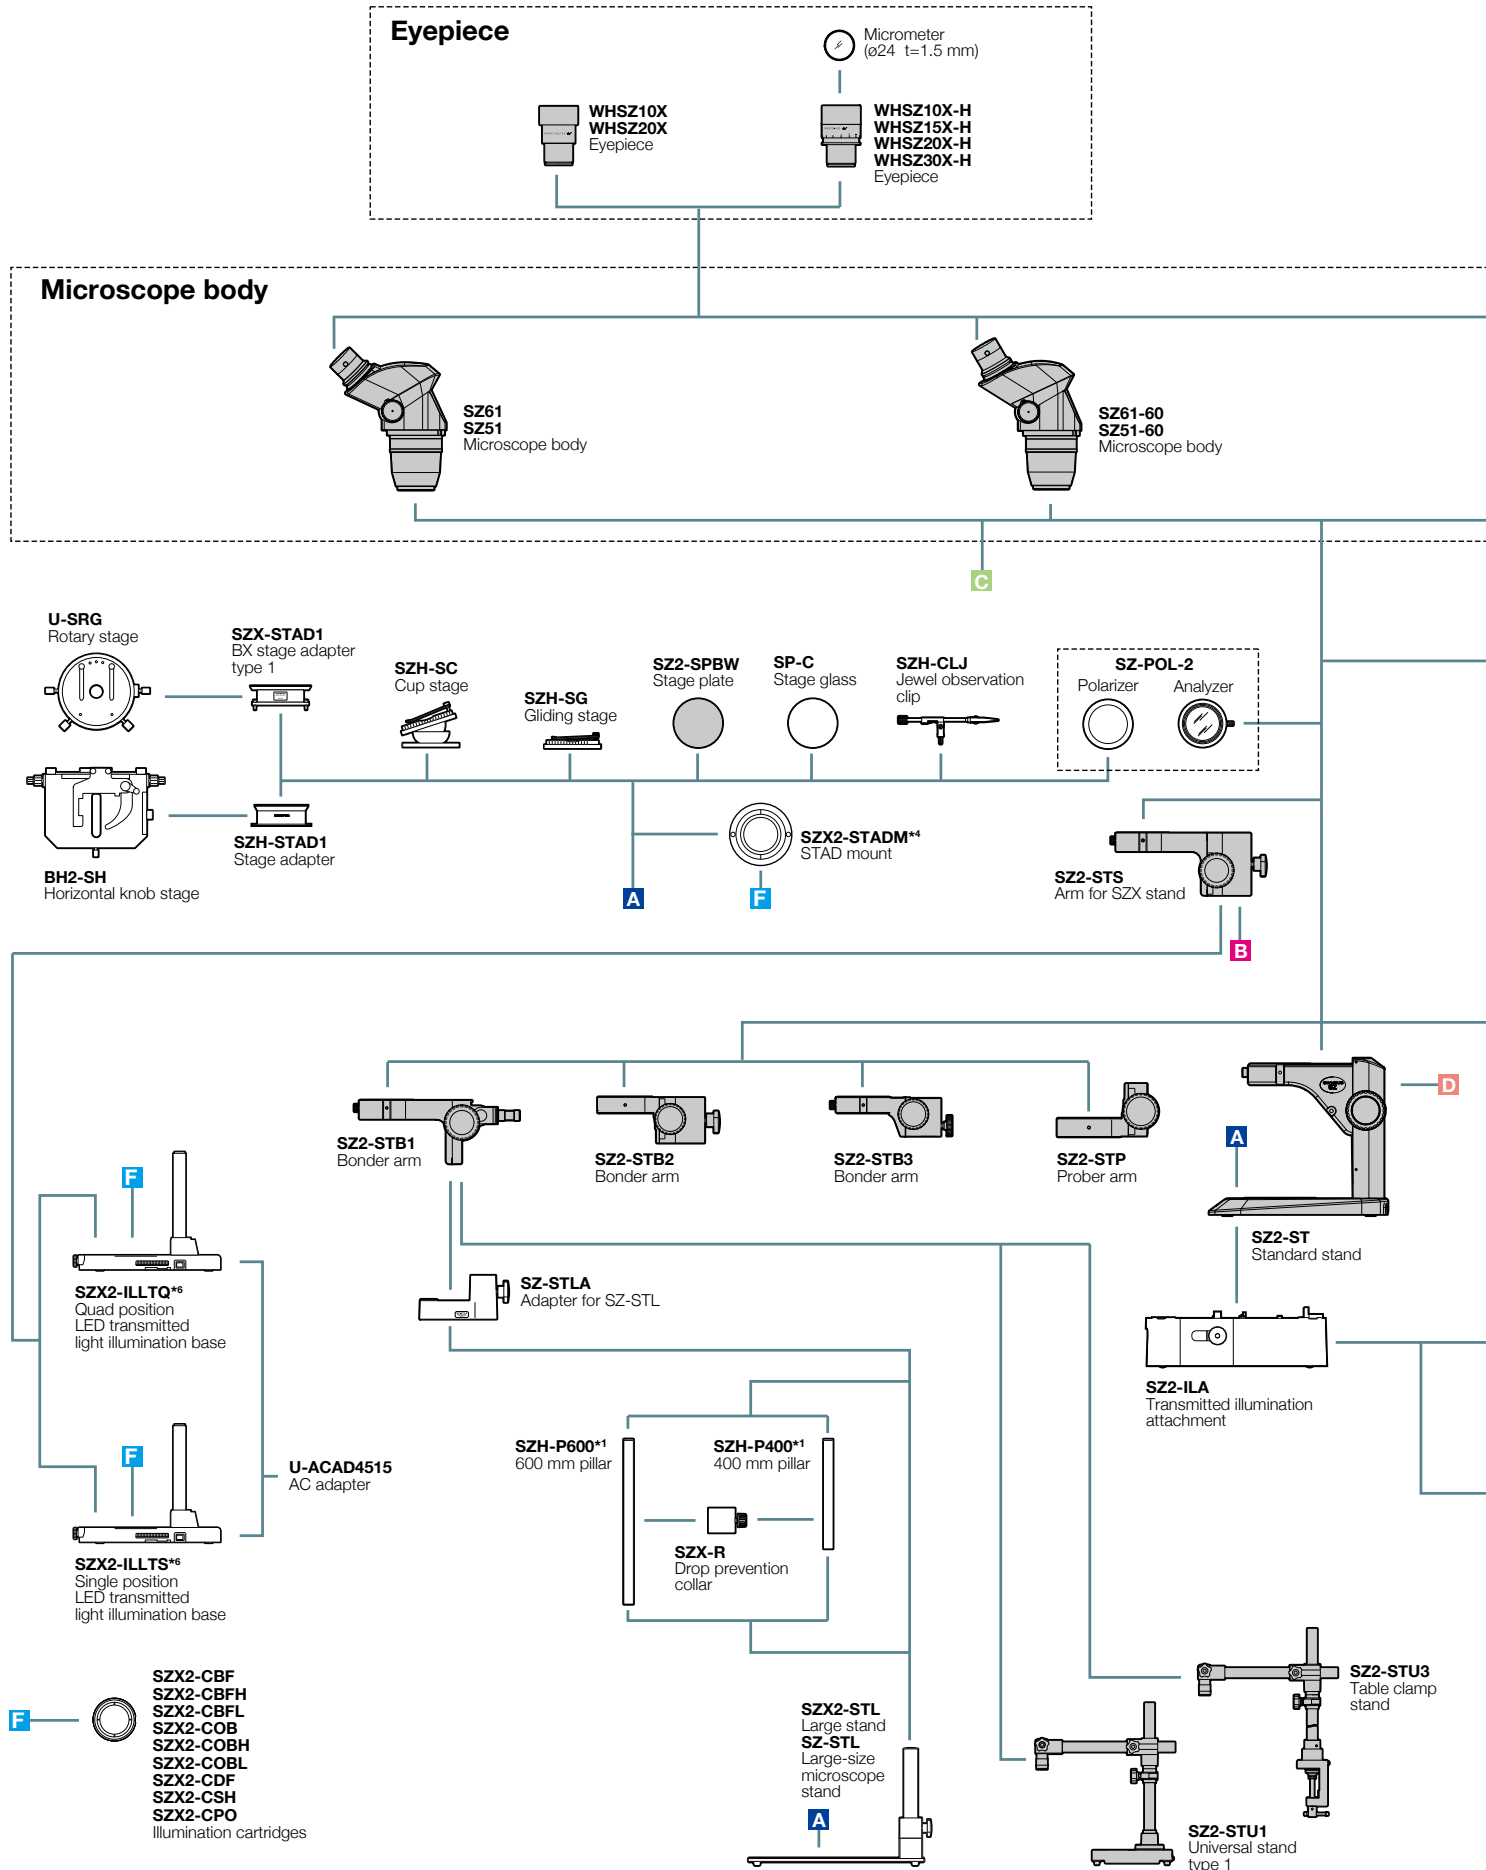 Eyepiece
Micrometer
(ø24 t=1.5 mm)
WHSZ10X
WHSZ20X
Eyepiece
WHSZ10X-H
WHSZ15X-H
WHSZ20X-H
WHSZ30X-H
Eyepiece
Microscope body
SZ61
SZ51
Microscope body
SZ61-60
SZ51-60
Microscope body
C
U-SRG
Rotary stage
SZX-STAD1
BX stage adapter
type 1
SZH-SC
Cup stage
SZH-SG
Gliding stage
SZ2-SPBW
Stage plate
SP-C
Stage glass
SZH-CLJ
Jewel observation
clip
SZ-POL-2
Polarizer
Analyzer
BH2-SH
Horizontal knob stage
SZH-STAD1
Stage adapter
SZX2-STADM*4
STAD mount
A
F
SZ2-STS
Arm for SZX stand
B
SZ2-STB1
Bonder arm
SZ2-STB2
Bonder arm
SZ2-STB3
Bonder arm
SZ2-STP
Prober arm
D
A
SZ2-ST
Standard stand
F
SZX2-ILLTQ*6
Quad position
LED transmitted
light illumination base
SZ-STLA
Adapter for SZ-STL
SZ2-ILA
Transmitted illumination
attachment
F
U-ACAD4515
AC adapter
SZH-P600*1
600 mm pillar
SZH-P400*1
400 mm pillar
SZX-R
Drop prevention
collar
SZX2-ILLTS*6
Single position
LED transmitted
light illumination base
F
SZX2-CBF
SZX2-CBFH
SZX2-CBFL
SZX2-COB
SZX2-COBH
SZX2-COBL
SZX2-CDF
SZX2-CSH
SZX2-CPO
Illumination cartridges
SZX2-STL
Large stand
SZ-STL
Large-size
microscope
stand
A
SZ2-STU3
Table clamp
stand
SZ2-STU1
Universal stand
type 1